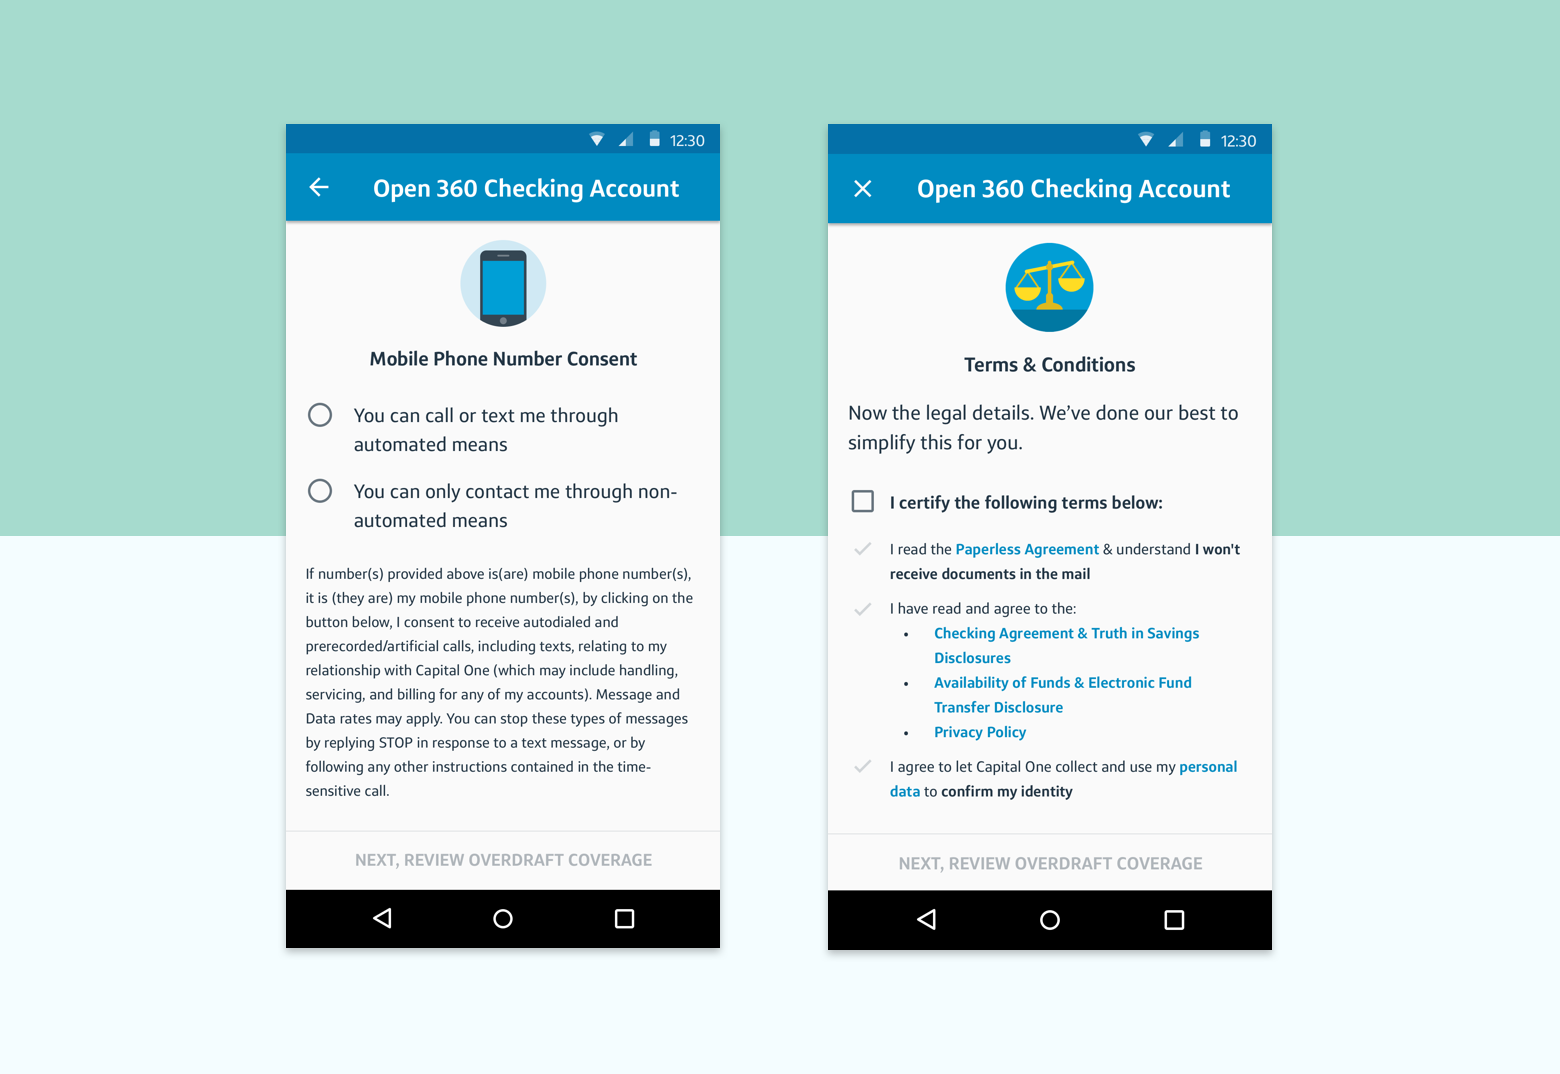 12:30
Open 360 Checking Account
Mobile Phone Number Consent
You can call or text me through
automated means
You can only contact me through non-
automated means
If number(s) provided above is(are) mobile phone number(s),
it is (they are) my mobile phone number(s), by clicking on the
button below, I consent to receive autodialed and
prerecorded/artificial calls, including texts, relating to my
relationship with Capital One (which may include handling,
servicing, and billing for any of my accounts). Message and
Data rates may apply. You can stop these types of messages
by replying STOP in response to a text message, or by
following any other instructions contained in the time-
sensitive call.
NEXT, REVIEW OVERDRAFT COVERAGE
12:30
Open 360 Checking Account
Terms & Conditions
Now the legal details. We’ve done our best to
simplify this for you.
I certify the following terms below:
I read the Paperless Agreement & understand I won't
receive documents in the mail
I have read and agree to the:
• Checking Agreement & Truth in Savings
Disclosures
• Availability of Funds & Electronic Fund
Transfer Disclosure
• Privacy Policy
I agree to let Capital One collect and use my personal
data to confirm my identity
NEXT, REVIEW OVERDRAFT COVERAGE